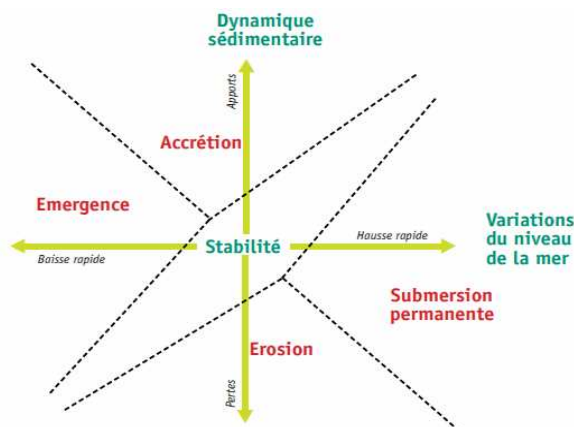 Dynamique
sédimentaire
Apports
Accrétion
Emergence
Variations
du niveau
de la mer
Hausse rapide
Stabilité
Baisse rapide
Submersion
permanente
Erosion
Pertes